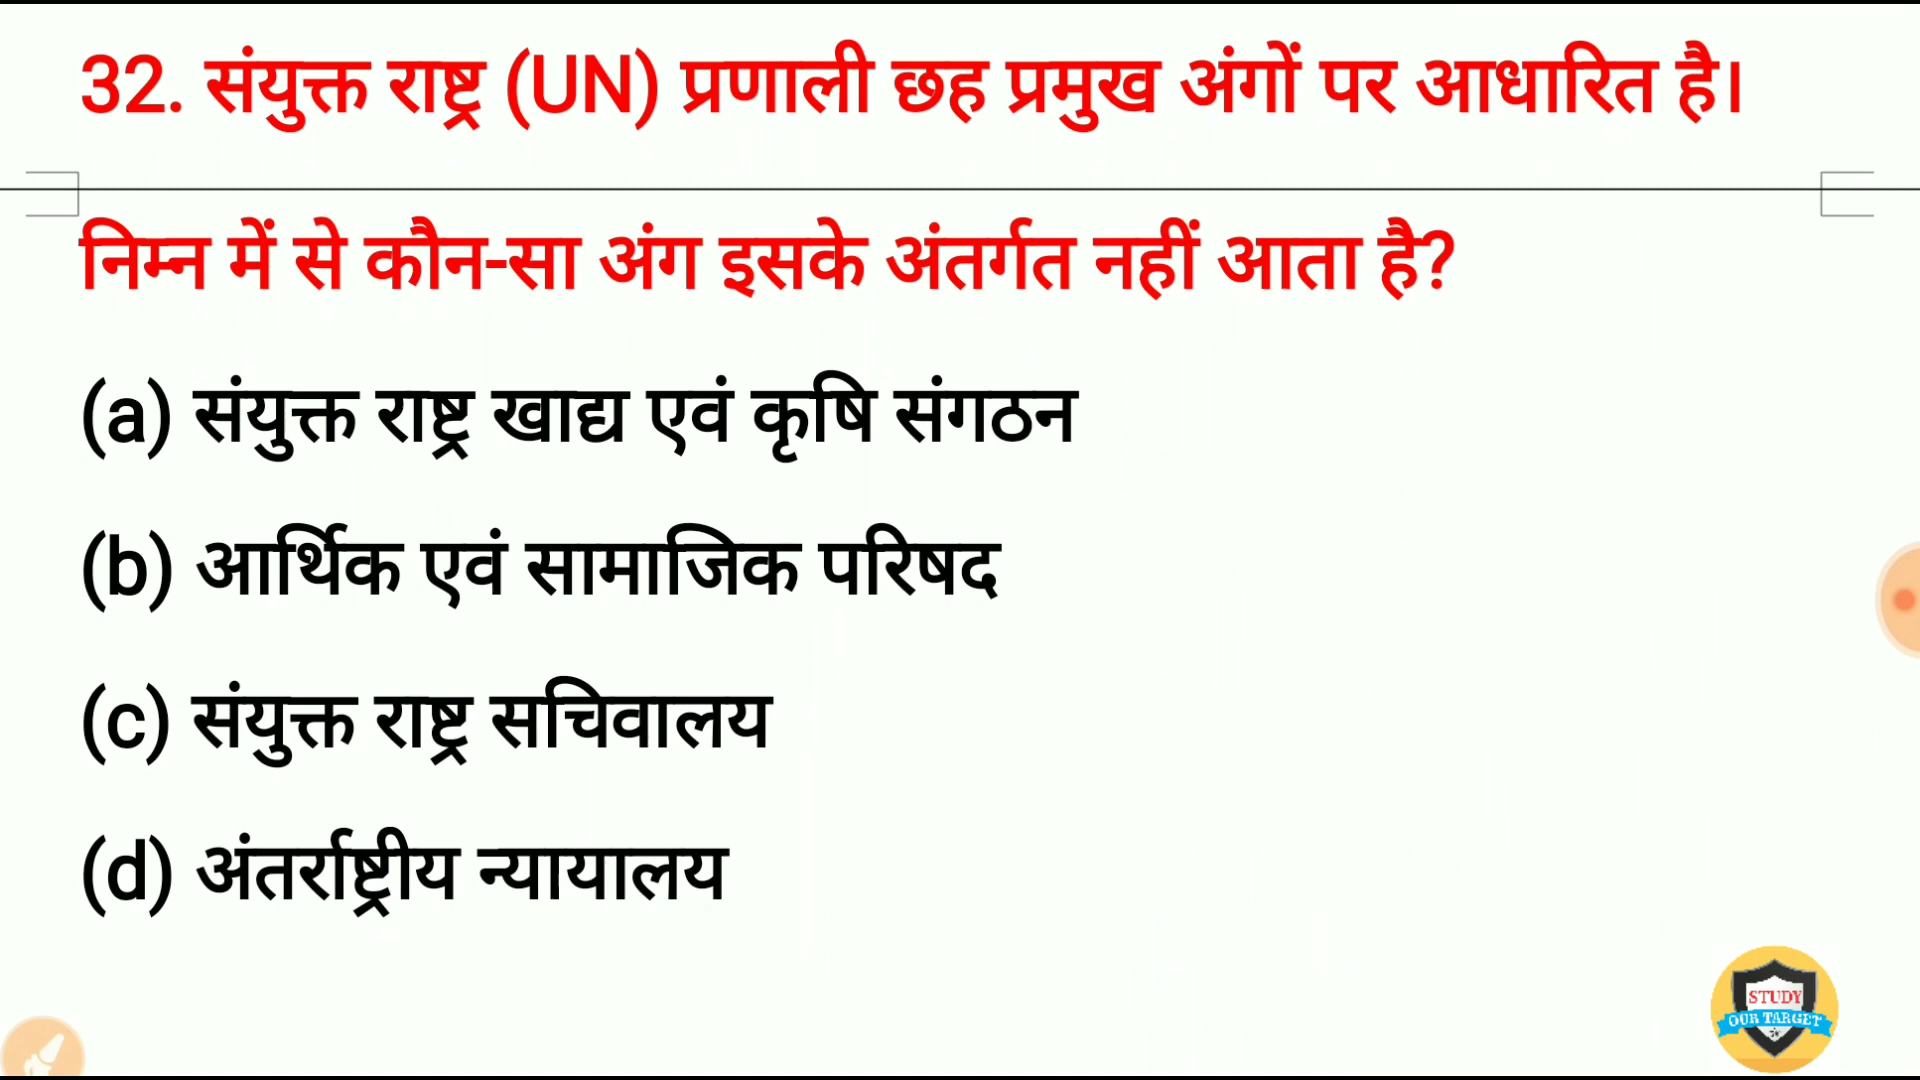 32. संयुक्त राष्ट्र (UN) प्रणाली छह प्रमुख अंगों पर आधारित है।
निम्न में से कौन-सा अंग इसके अंतर्गत नहीं आता है?
(a) संयुक्त राष्ट्र खाद्य एवं कृषि संगठन
(b) आर्थिक एवं सामाजिक परिषद
(c) संयुक्त राष्ट्र सचिवालय
(d) अंतर्राष्ट्रीय न्यायालय
STUDY
OUR TARGET